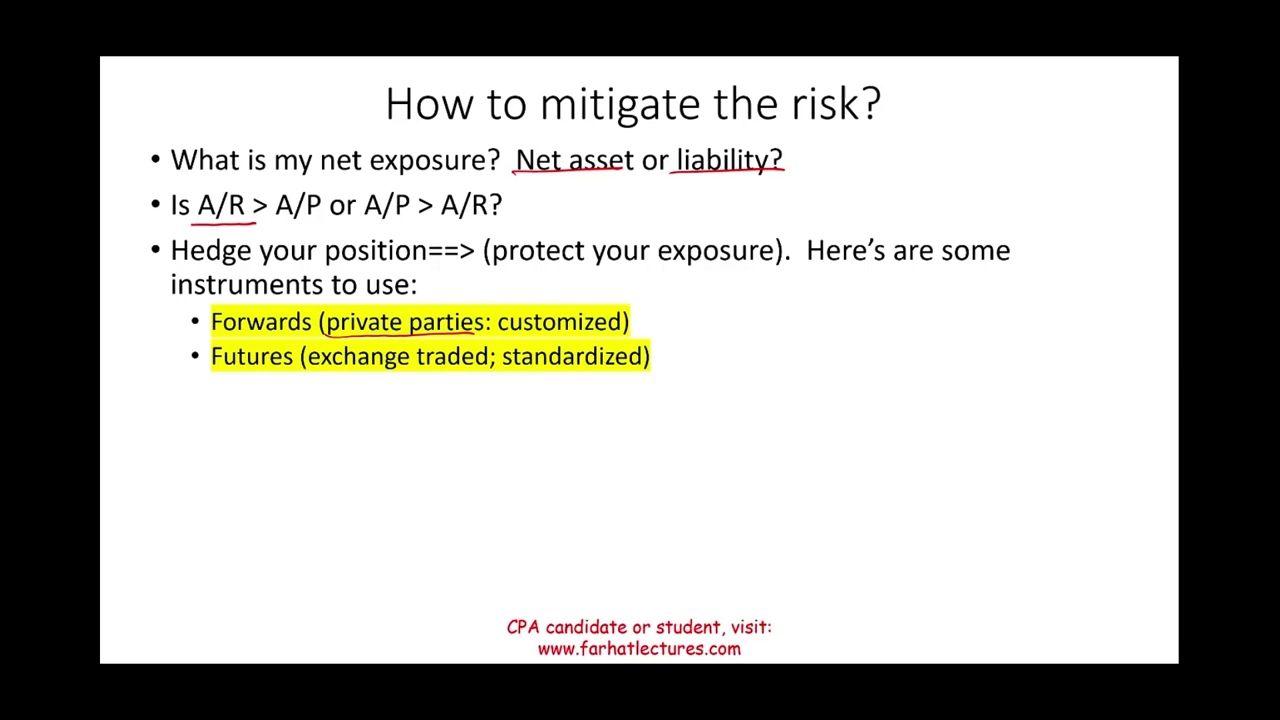 How to mitigate the risk?
• What is my net exposure? Net asset or liability?
• Is A/R > A/P or A/P > A/R?
• Hedge your position==> (protect your exposure). Here's are some
instruments to use:
• Forwards (private parties: customized)
• Futures (exchange traded; standardized)
CPA candidate or student, visit:
www.farhatlectures.com